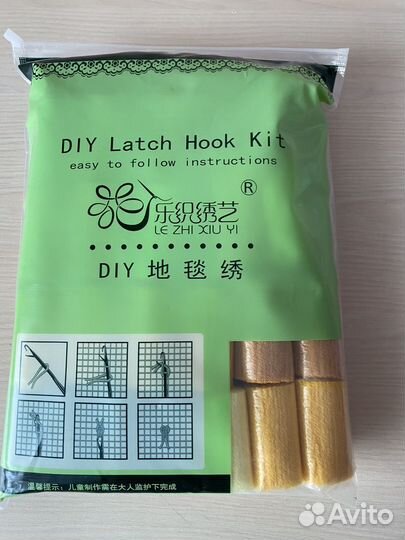 DIY Latch Hook Kit
easy to follow instructions
®
乐织绣艺
LE ZHI XIU YI
DIY 地毯绣
温馨提示：儿童制作需在大人监护下完成
Avito